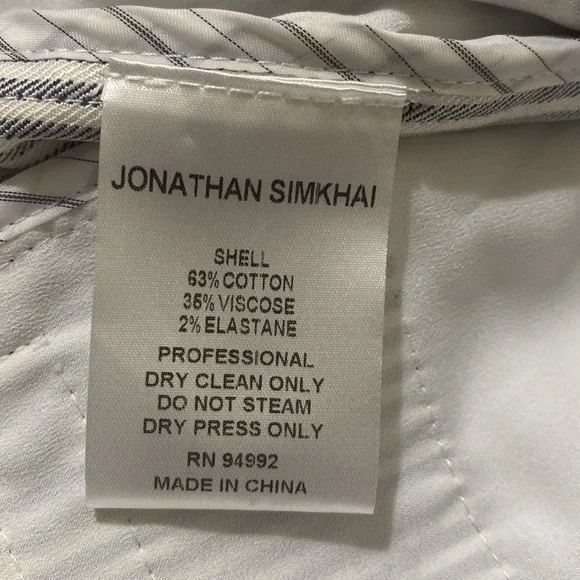 JONATHAN SIMKHAI
SHELL
63% COTTON
35% VISCOSE
2% ELASTANE
PROFESSIONAL
DRY CLEAN ONLY
DO NOT STEAM
DRY PRESS ONLY
RN 94992
MADE IN CHINA